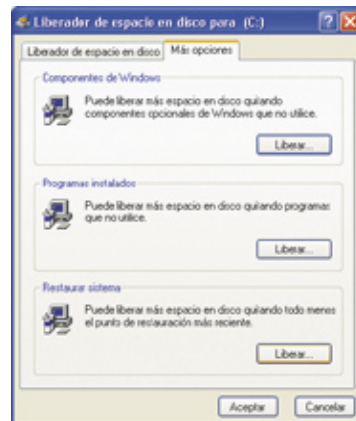 Liberador de espacio en disco para (C:)
Liberador de espacio en disco Más opciones
Componentes de Windows
Puede liberar más espacio en disco quitando
componentes opcionales de Windows que no utilice.
Liberar...
Programas instalados
Puede liberar más espacio en disco quitando programas
que no utilice.
Liberar...
Restaurar sistema
Puede liberar más espacio en disco quitando todo menos
el punto de restauración más reciente.
Liberar...
Aceptar Cancelar